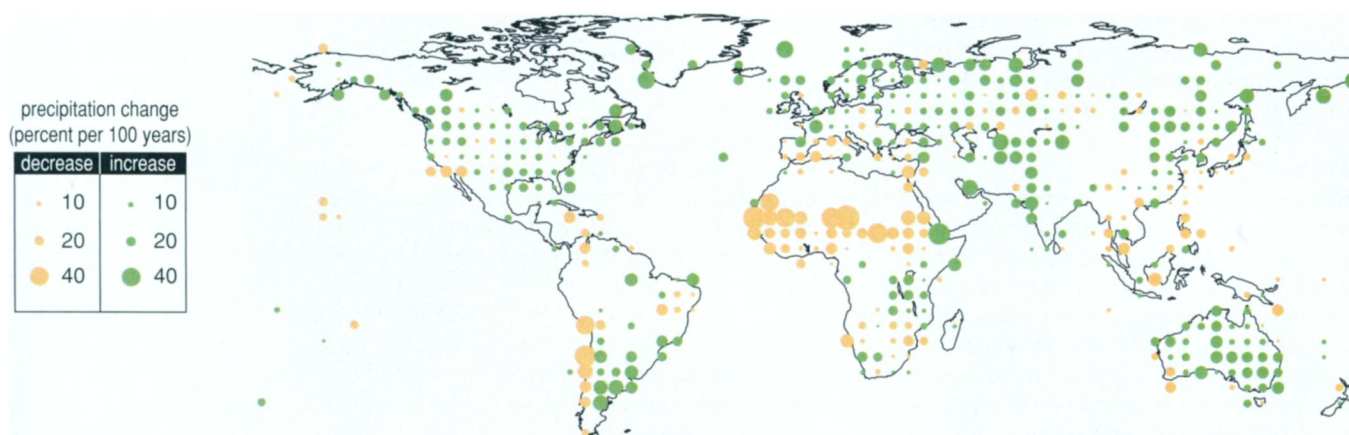 precipitation change
(percent per 100 years)
decrease increase
10 10
20 20
40 40